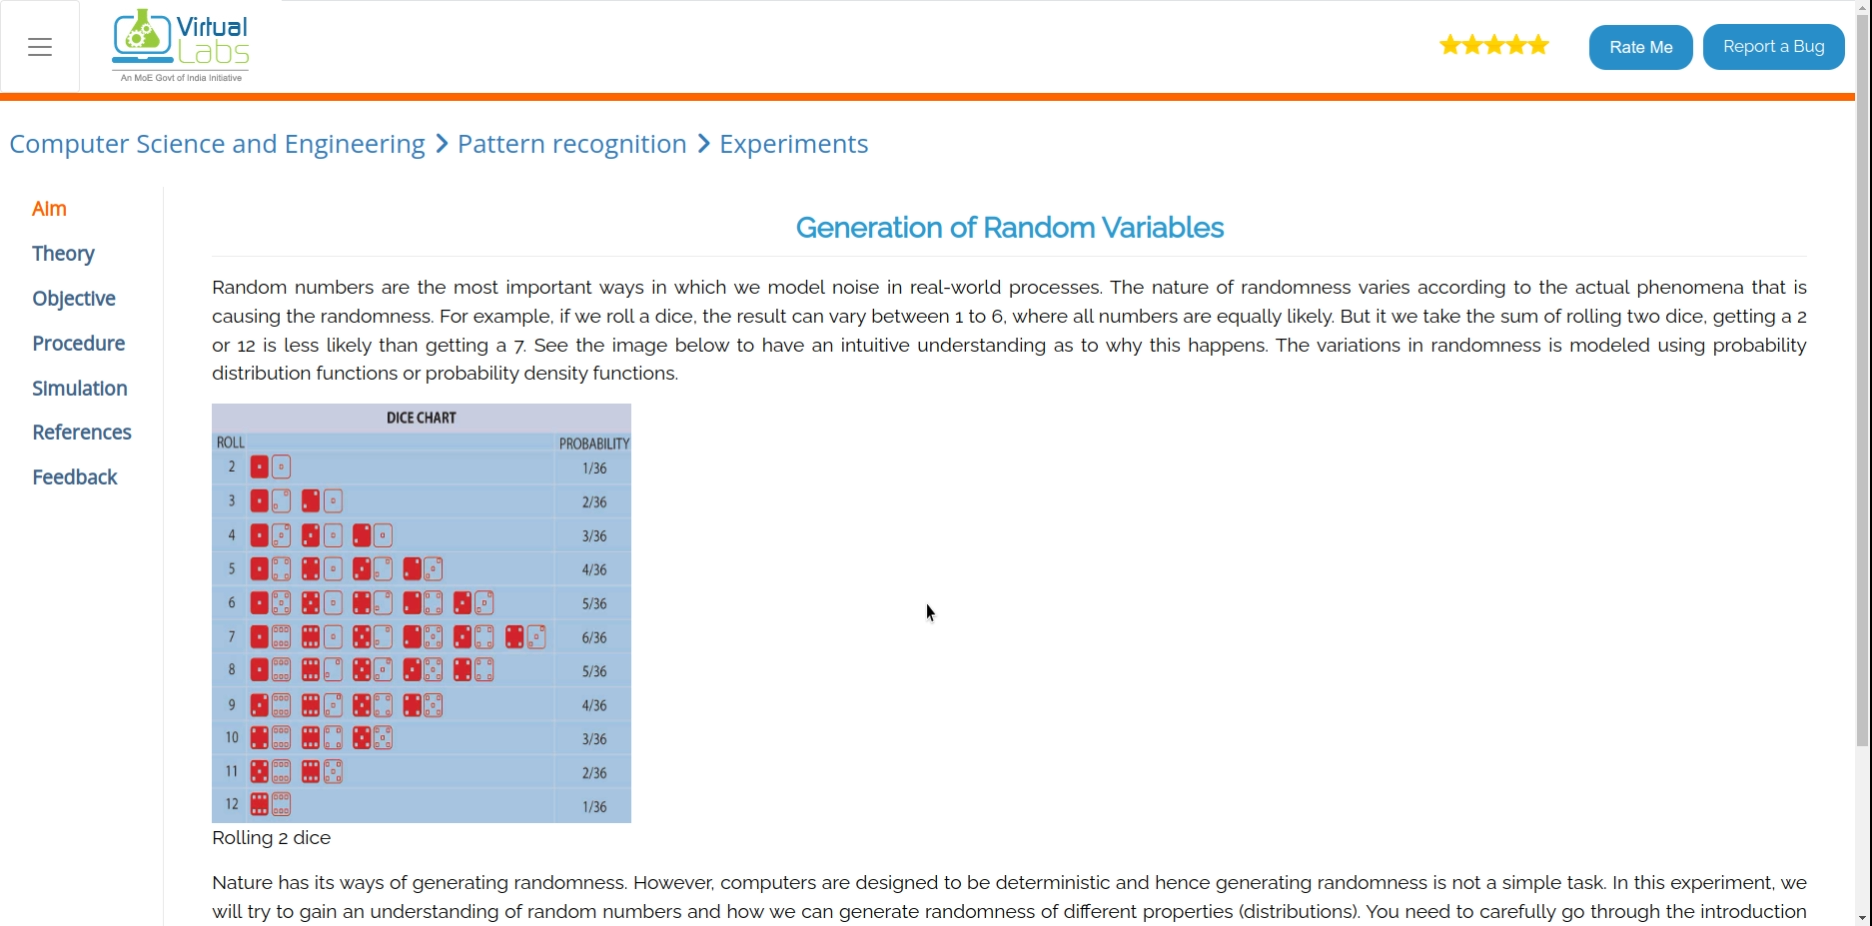 Virtual
Labs
An MoE Govt of India Initiative
Rate Me
Report a Bug
Computer Science and Engineering > Pattern recognition > Experiments
Aim
Theory
Objective
Procedure
Simulation
References
Feedback
Generation of Random Variables
Random numbers are the most important ways in which we model noise in real-world processes. The nature of randomness varies according to the actual phenomena that is
causing the randomness. For example, if we roll a dice, the result can vary between 1 to 6, where all numbers are equally likely. But it we take the sum of rolling two dice, getting a 2
or 12 is less likely than getting a 7. See the image below to have an intuitive understanding as to why this happens. The variations in randomness is modeled using probability
distribution functions or probability density functions.
DICE CHART
ROLL PROBABILITY
2 1/36
3 2/36
4 3/36
5 4/36
6 5/36
7 6/36
8 5/36
9 4/36
10 3/36
11 2/36
12 1/36
Rolling 2 dice
Nature has its ways of generating randomness. However, computers are designed to be deterministic and hence generating randomness is not a simple task. In this experiment, we
will try to gain an understanding of random numbers and how we can generate randomness of different properties (distributions). You need to carefully go through the introduction